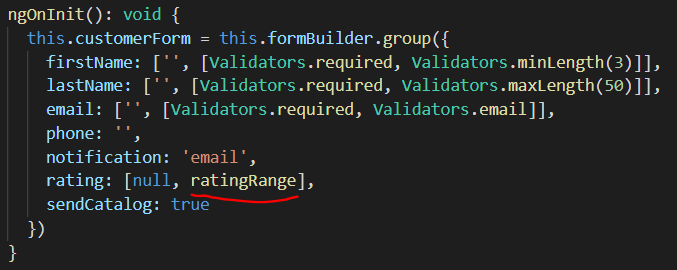 ngOnInit(): void {
this.customerForm = this.formBuilder.group({
firstName: ['', [Validators.required, Validators.minLength(3)]],
lastName: ['', [Validators.required, Validators.maxLength(50)]],
email: ['', [Validators.required, Validators.email]],
phone: '',
notification: 'email',
rating: [null, ratingRange],
sendCatalog: true
})
}